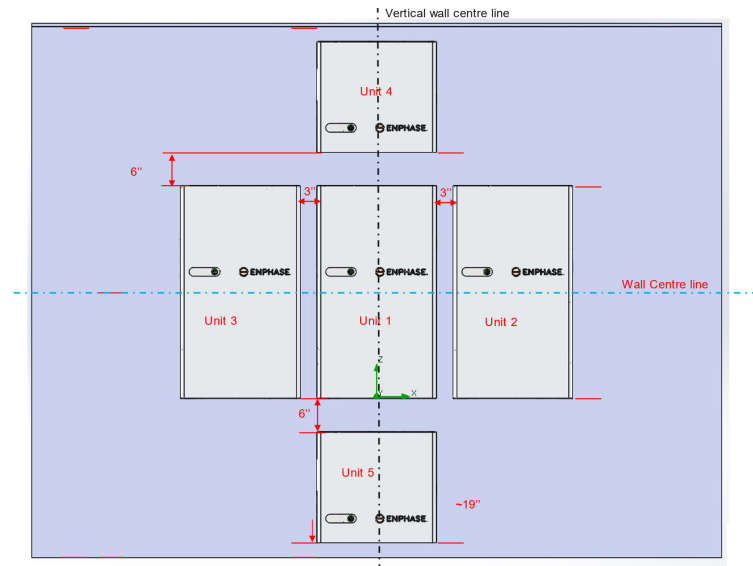 Vertical wall centre line
Unit 4
ENPHASE.
6"
3"
3"
ENPHASE.
ENPHASE.
ENPHASE.
Wall Centre line
Unit 3
Unit 1
Unit 2
Z
Y
X
6"
Unit 5
~19"
ENPHASE.